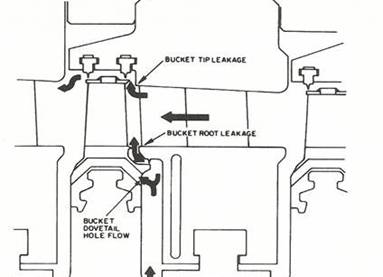 BUCKET TIP LEAKAGE
BUCKET ROOT LEAKAGE
BUCKET
DOVETAIL
HOLE FLOW